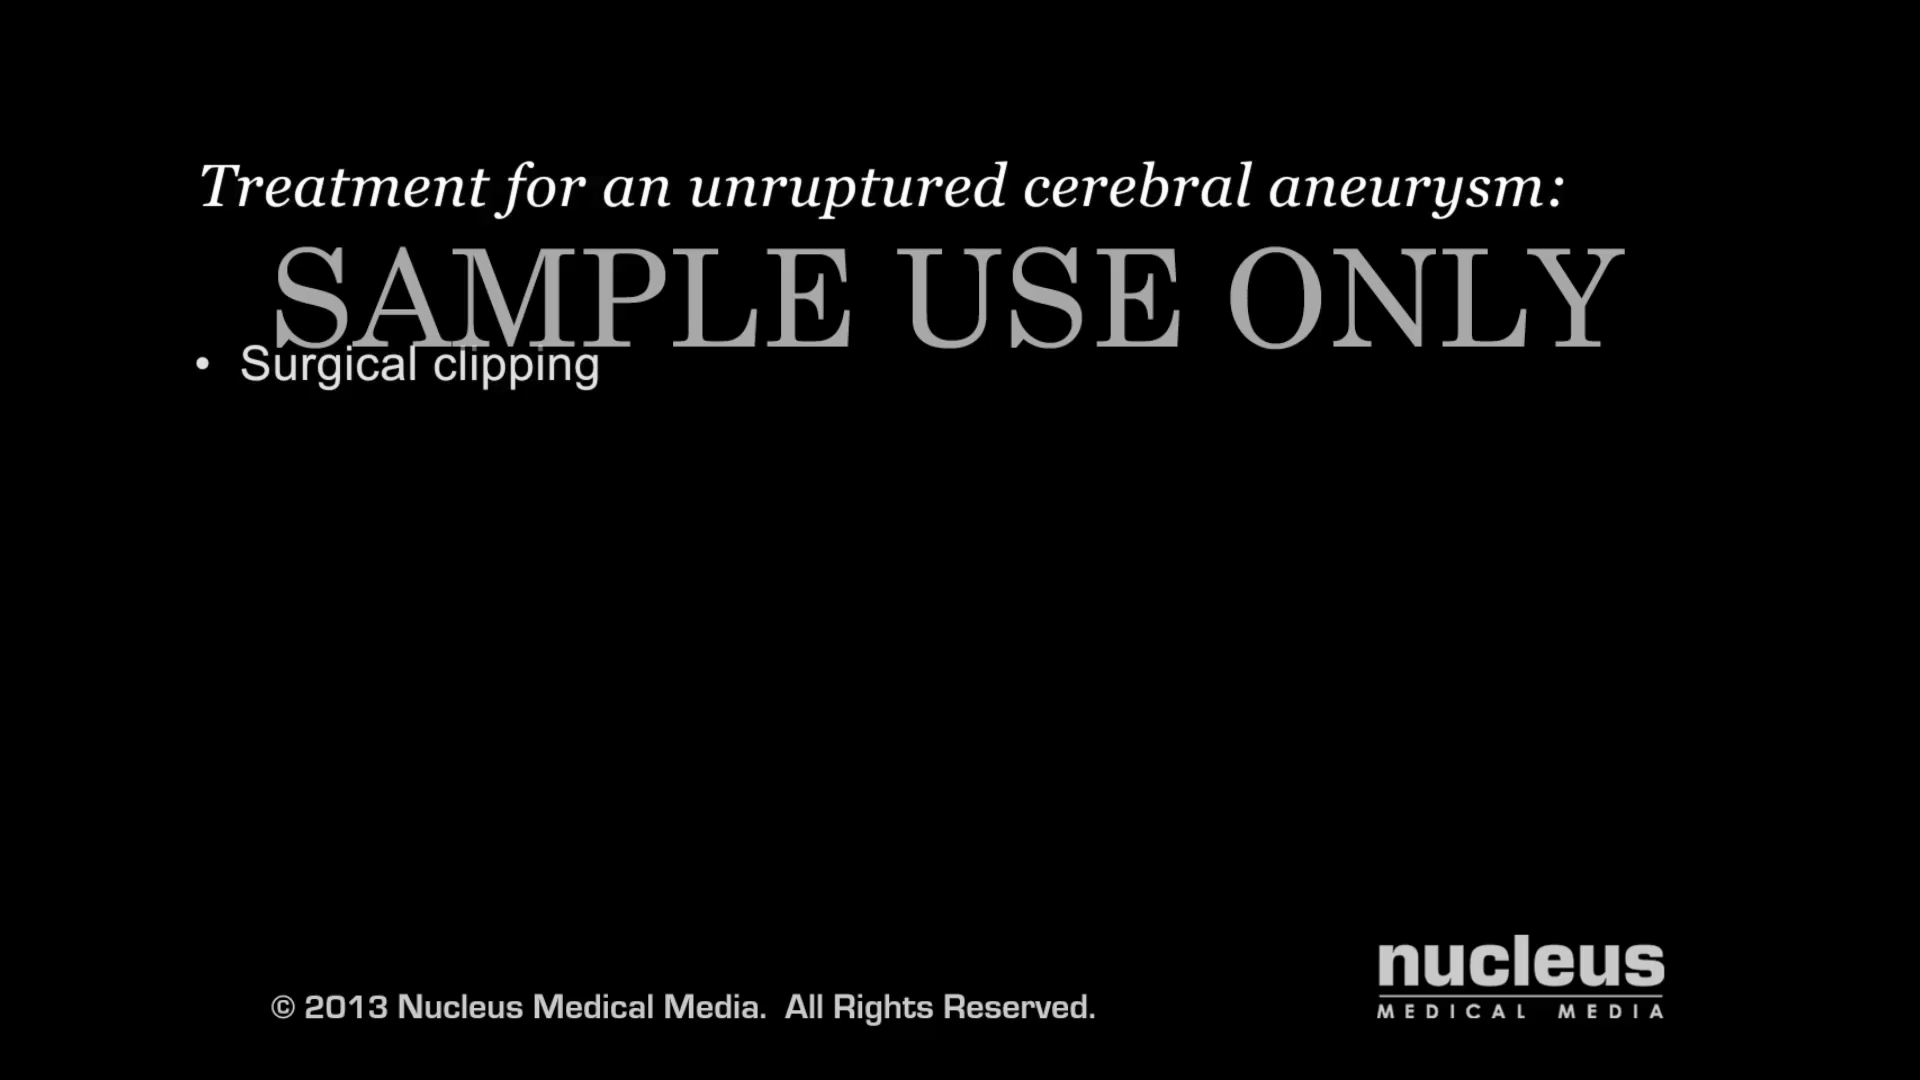 Treatment for an unruptured cerebral aneurysm:
SAMPLE USE ONLY
• Surgical clipping
nucleus
MEDICAL MEDIA
© 2013 Nucleus Medical Media. All Rights Reserved.